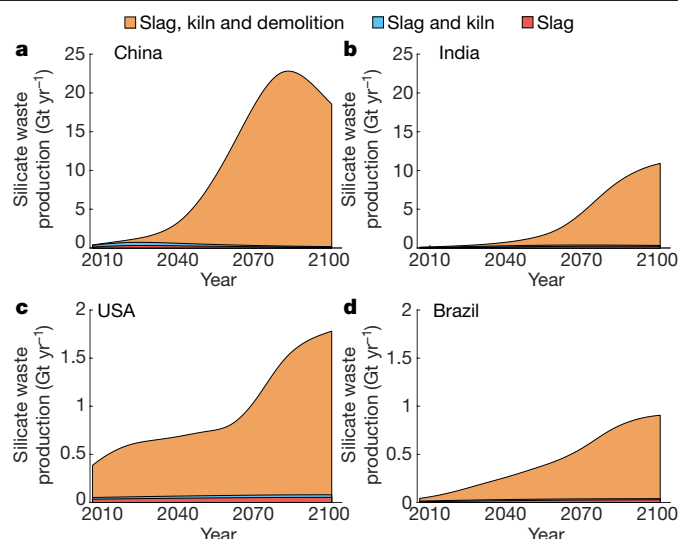 Slag, kiln and demolition Slag and kiln Slag
a China
25
20
15
10
5
0
Silicate waste
production (Gt yr⁻¹)
2010 2040 2070 2100
Year
b India
25
20
15
10
5
0
Silicate waste
production (Gt yr⁻¹)
2010 2040 2070 2100
Year
c USA
2
1.5
1
0.5
0
Silicate waste
production (Gt yr⁻¹)
2010 2040 2070 2100
Year
d Brazil
2
1.5
1
0.5
0
Silicate waste
production (Gt yr⁻¹)
2010 2040 2070 2100
Year